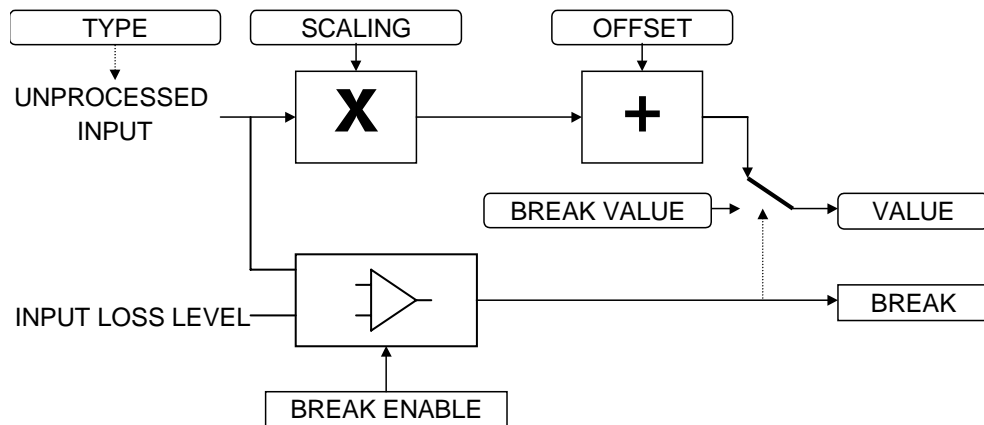 TYPE
SCALING
OFFSET
UNPROCESSED
INPUT
X
+
BREAK VALUE
VALUE
INPUT LOSS LEVEL
BREAK
BREAK ENABLE